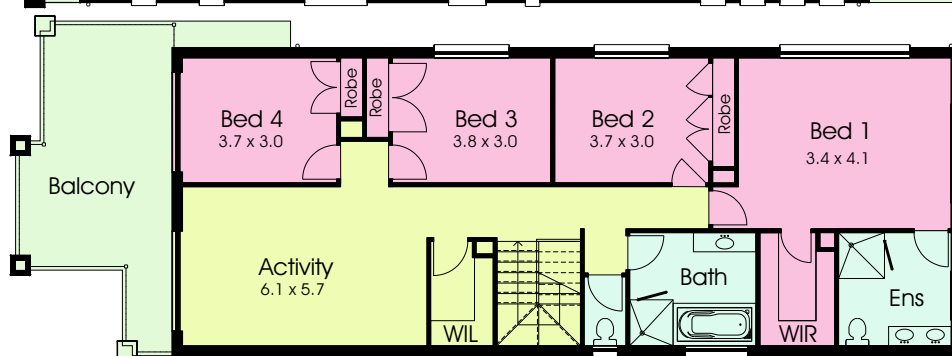 Bed 4
3.7 x 3.0
Robe
Robe
Bed 3
3.8 x 3.0
Bed 2
3.7 x 3.0
Robe
Bed 1
3.4 x 4.1
Balcony
Activity
6.1 x 5.7
WIL
Bath
WIR
Ens